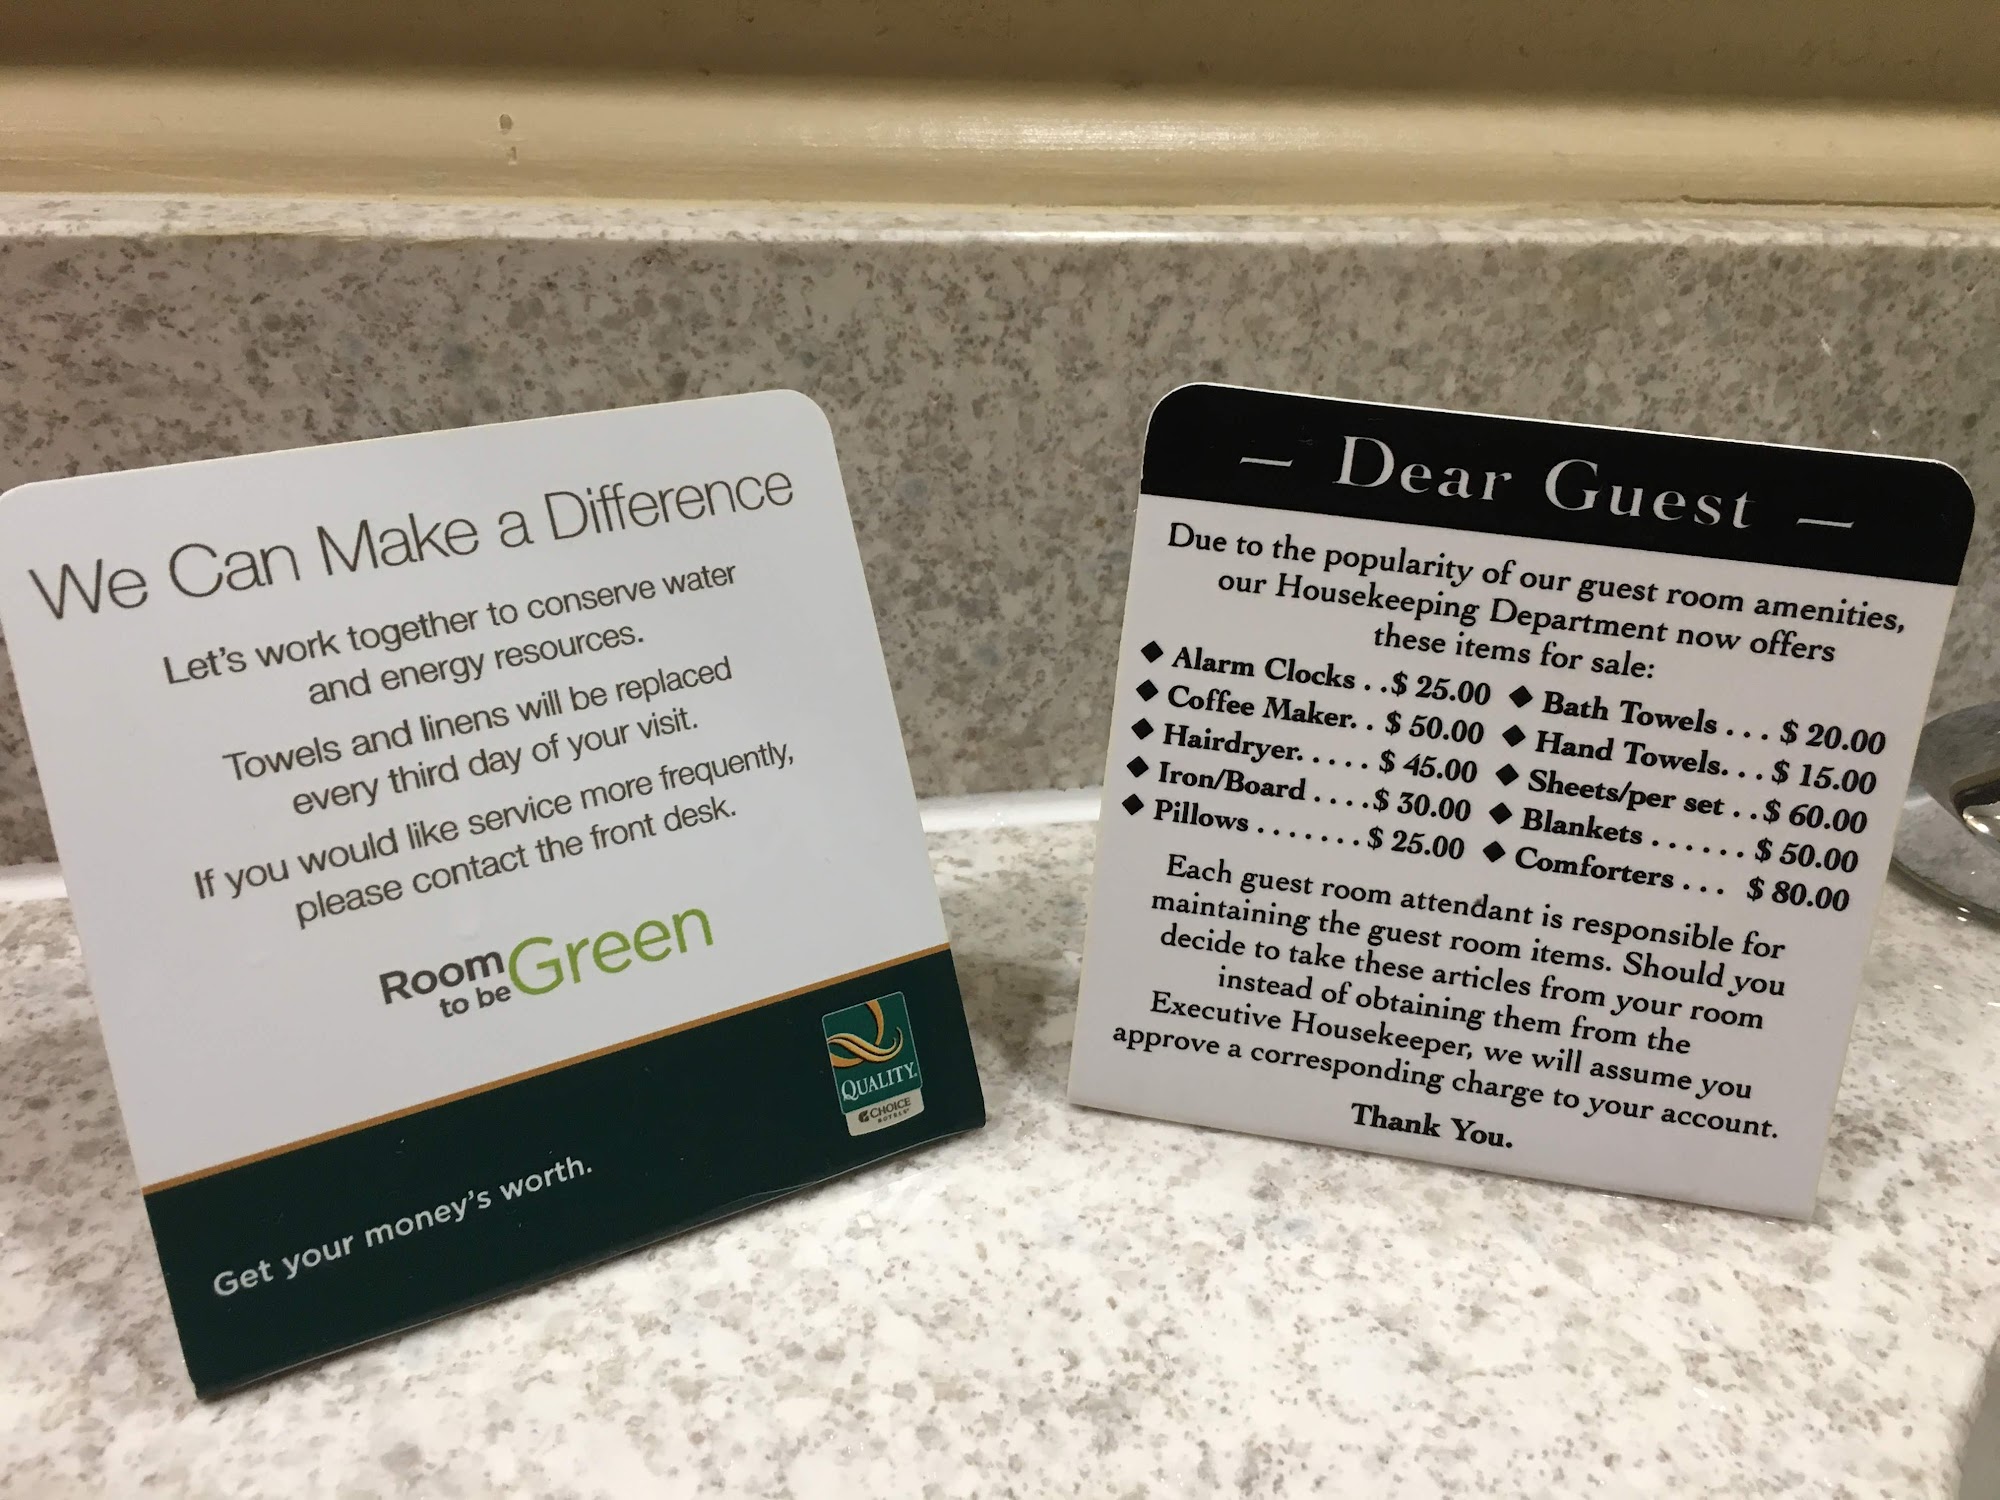 We Can Make a Difference
Let's work together to conserve water
and energy resources.
Towels and linens will be replaced
every third day of your visit.
If you would like service more frequently,
please contact the front desk.
Room
to be Green
QUALITY.
CHOICE
HOTELS
Get your money's worth.
— Dear Guest —
Due to the popularity of our guest room amenities,
our Housekeeping Department now offers
these items for sale:
◆ Alarm Clocks . .$ 25.00 ◆ Bath Towels . . . $ 20.00
◆ Coffee Maker. . $ 50.00 ◆ Hand Towels. . . $ 15.00
◆ Hairdryer. . . . . $ 45.00 ◆ Sheets/per set . . $ 60.00
◆ Iron/Board . . . .$ 30.00 ◆ Blankets . . . . . . $ 50.00
◆ Pillows . . . . . . . $ 25.00 ◆ Comforters . . . $ 80.00
Each guest room attendant is responsible for
maintaining the guest room items. Should you
decide to take these articles from your room
instead of obtaining them from the
Executive Housekeeper, we will assume you
approve a corresponding charge to your account.
Thank You.